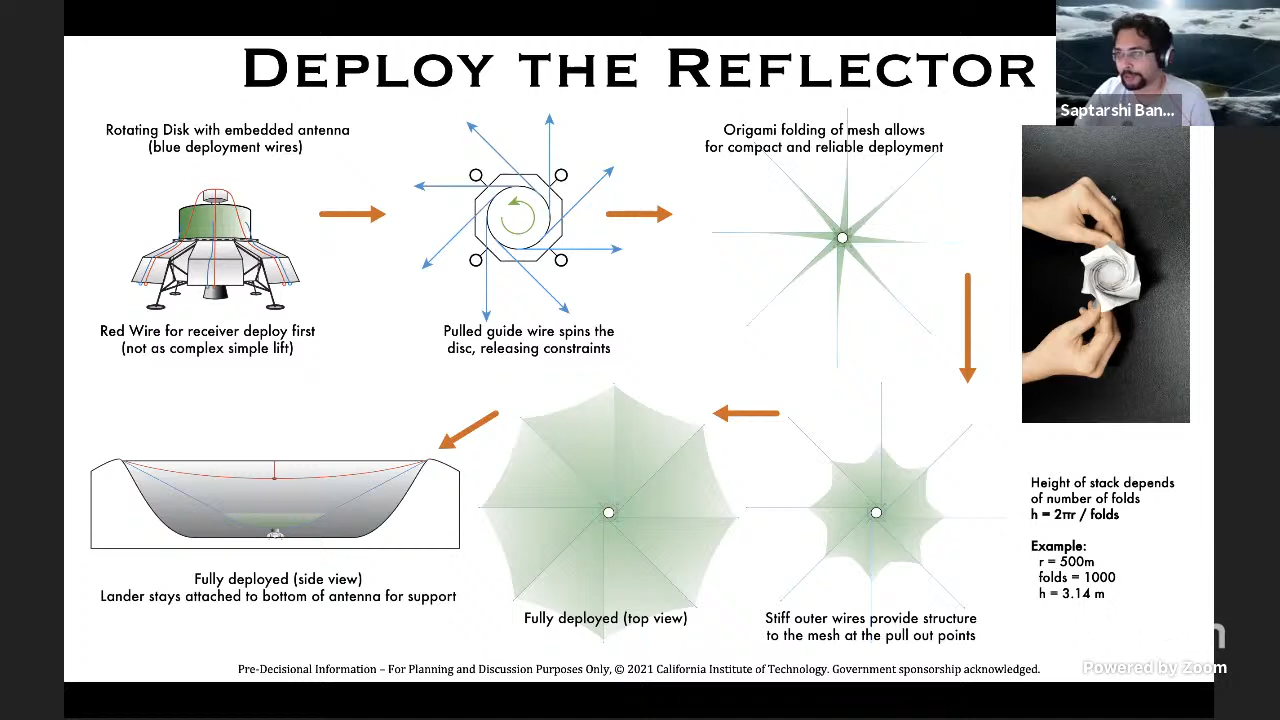 DEPLOY THE REFLECTOR
Saptarshi Ban...
Rotating Disk with embedded antenna
(blue deployment wires)
Origami folding of mesh allows
for compact and reliable deployment
Red Wire for receiver deploy first
(not as complex simple lift)
Pulled guide wire spins the
disc, releasing constraints
Height of stack depends
of number of folds
h = 2πr / folds
Example:
r = 500m
folds = 1000
h = 3.14 m
Fully deployed (side view)
Lander stays attached to bottom of antenna for support
Fully deployed (top view)
Stiff outer wires provide structure
to the mesh at the pull out points
Pre-Decisional Information – For Planning and Discussion Purposes Only, © 2021 California Institute of Technology. Government sponsorship acknowledged.
Powered by Zoom